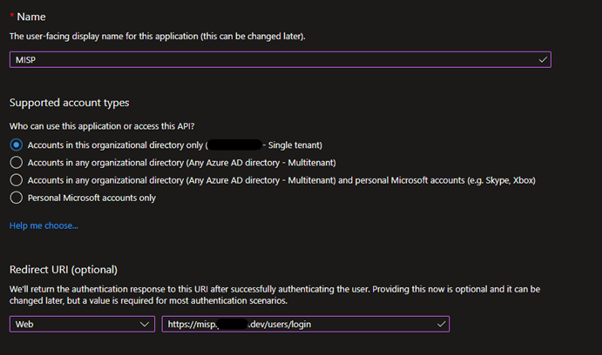 * Name
The user-facing display name for this application (this can be changed later).
MISP
Supported account types
Who can use this application or access this API?
Accounts in this organizational directory only ( - Single tenant)
Accounts in any organizational directory (Any Azure AD directory - Multitenant)
Accounts in any organizational directory (Any Azure AD directory - Multitenant) and personal Microsoft accounts (e.g. Skype, Xbox)
Personal Microsoft accounts only
Help me choose...
Redirect URI (optional)
We'll return the authentication response to this URI after successfully authenticating the user. Providing this now is optional and it can be
changed later, but a value is required for most authentication scenarios.
Web
https://misp. .dev/users/login